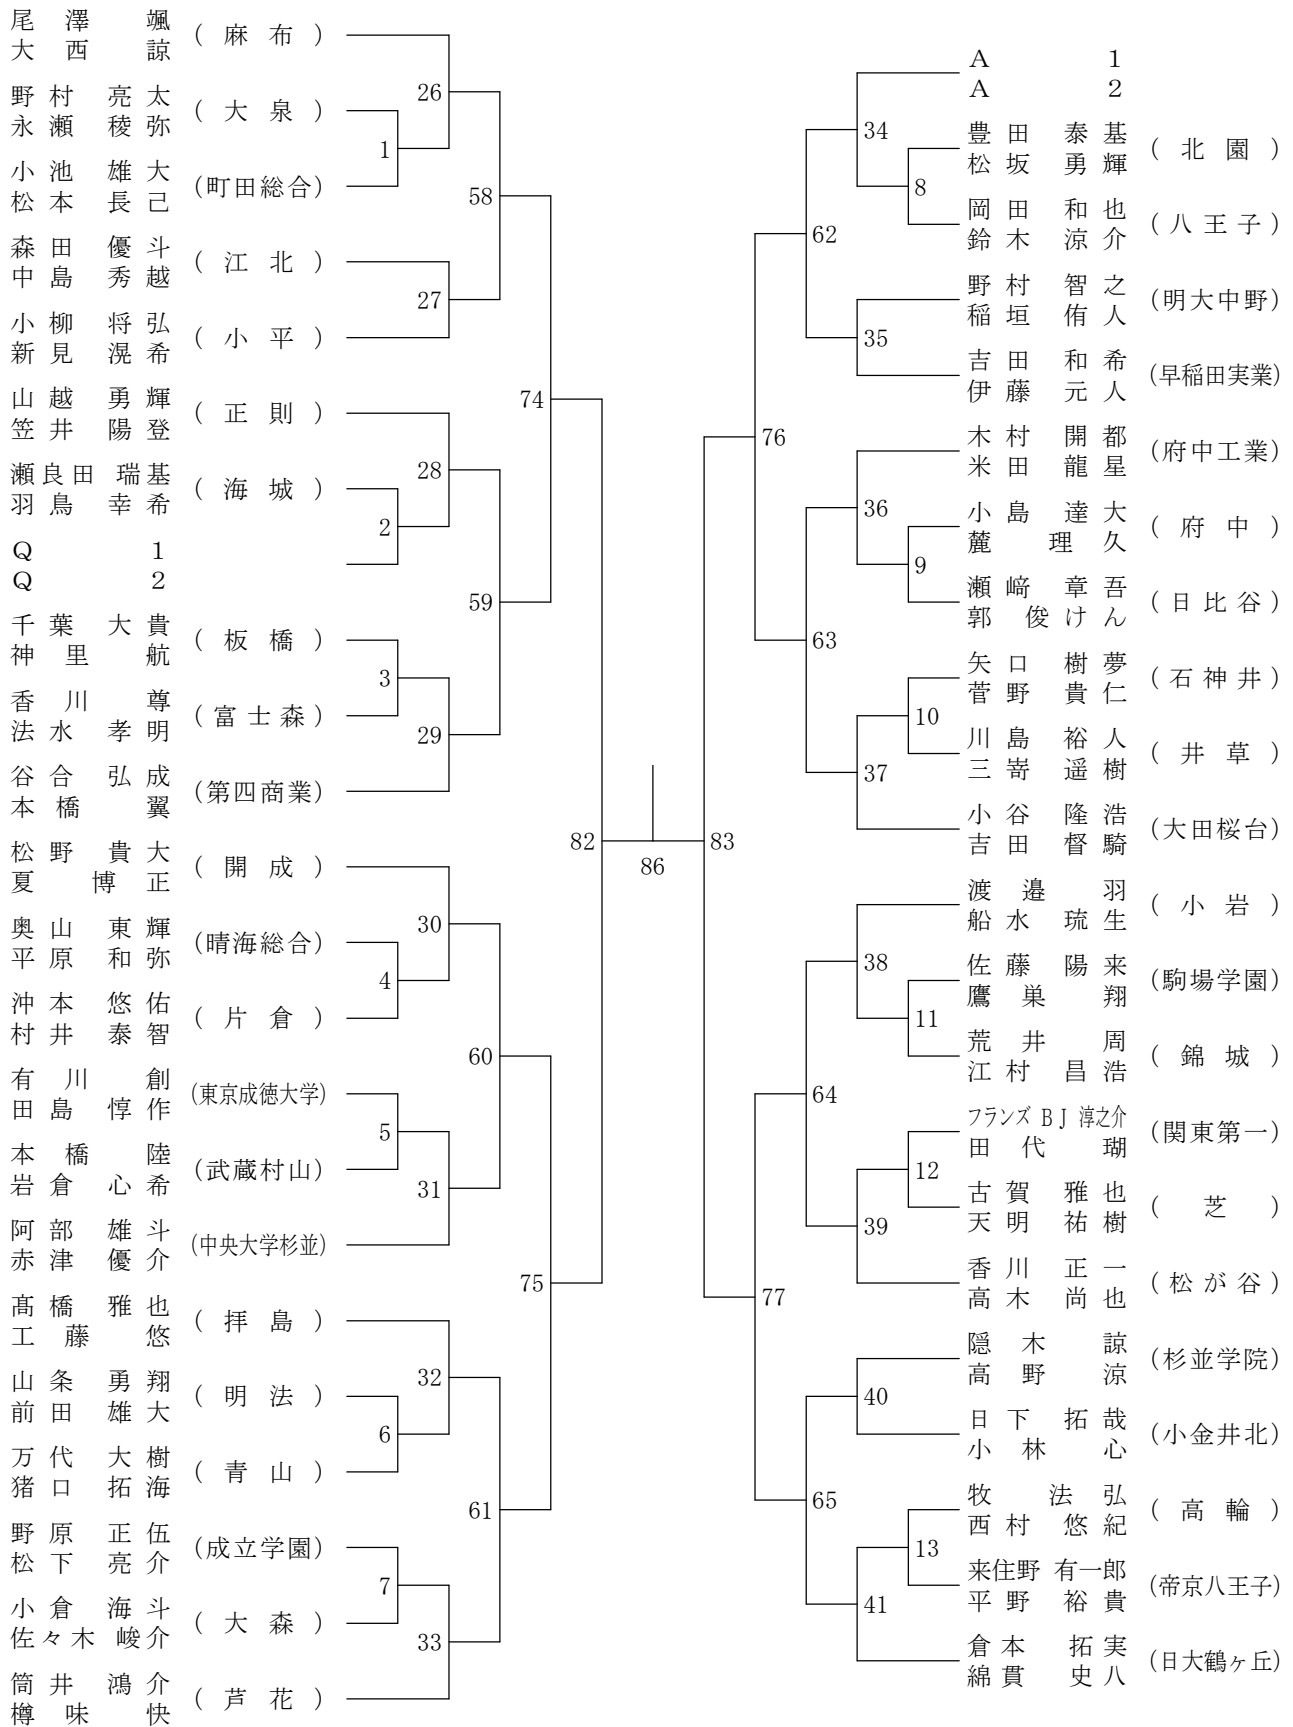 尾澤 颯
大西 諒
(麻布)
野村 亮太
永瀬 稜弥
(大泉)
小池 雄大
松本 長己
(町田総合)
森田 優斗
中島 秀越
(江北)
小柳 将弘
新見 滉希
(小平)
山越 勇輝
笠井 陽登
(正則)
瀬良田 瑞基
羽鳥 幸希
(海城)
Q 1
Q 2
千葉 大貴
神里 航
(板橋)
香川 尊
法水 孝明
(富士森)
谷合 弘成
本橋 翼
(第四商業)
松野 貴大
夏 博正
(開成)
奥山 東輝
平原 和弥
(晴海総合)
沖本 悠佑
村井 泰智
(片倉)
有川 創
田島 惇作
(東京成徳大学)
本橋 陸
岩倉 心希
(武蔵村山)
阿部 雄斗
赤津 優介
(中央大学杉並)
髙橋 雅也
工藤 悠
(拝島)
山条 勇翔
前田 雄大
(明法)
万代 大樹
猪口 拓海
(青山)
野原 正伍
松下 亮介
(成立学園)
小倉 海斗
佐々木 峻介
(大森)
筒井 鴻介
樽味 快
(芦花)
26
1
58
27
74
28
2
59
3
29
82
30
4
60
5
31
75
32
6
61
7
33
86
83
34
8
62
35
76
36
9
63
10
37
38
11
64
12
39
77
40
65
13
41
A 1
A 2
豊田 泰基
松坂 勇輝
(北園)
岡田 和也
鈴木 涼介
(八王子)
野村 智之
稲垣 侑人
(明大中野)
吉田 和希
伊藤 元人
(早稲田実業)
木村 開都
米田 龍星
(府中工業)
小島 達大
麓 理久
(府中)
瀬﨑 章吾
郭 俊けん
(日比谷)
矢口 樹夢
菅野 貴仁
(石神井)
川島 裕人
三嵜 遥樹
(井草)
小谷 隆浩
吉田 督騎
(大田桜台)
渡邉 羽
船水 琉生
(小岩)
佐藤 陽来
鷹巣 翔
(駒場学園)
荒井 周
江村 昌浩
(錦城)
フランズ BJ 淳之介
田代 瑚
(関東第一)
古賀 雅也
天明 祐樹
(芝)
香川 正一
高木 尚也
(松が谷)
隠木 諒
高野 涼
(杉並学院)
日下 拓哉
小林 心
(小金井北)
牧 法弘
西村 悠紀
(高輪)
来住野 有一郎
平野 裕貴
(帝京八王子)
倉本 拓実
綿貫 史八
(日大鶴ヶ丘)